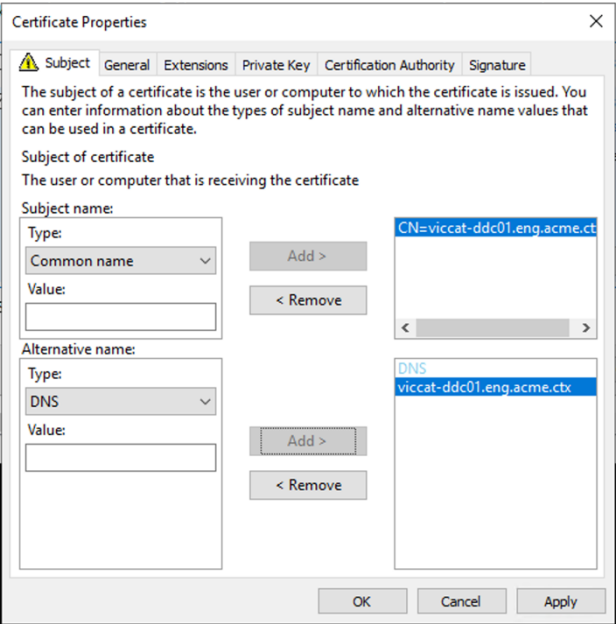 Certificate Properties
Subject General Extensions Private Key Certification Authority Signature
The subject of a certificate is the user or computer to which the certificate is issued. You
can enter information about the types of subject name and alternative name values that
can be used in a certificate.
Subject of certificate
The user or computer that is receiving the certificate
Subject name:
Type:
Common name
Value:
Add >
< Remove
CN=viccat-ddc01.eng.acme.ct
Alternative name:
Type:
DNS
Value:
Add >
< Remove
DNS
viccat-ddc01.eng.acme.ctx
OK Cancel Apply